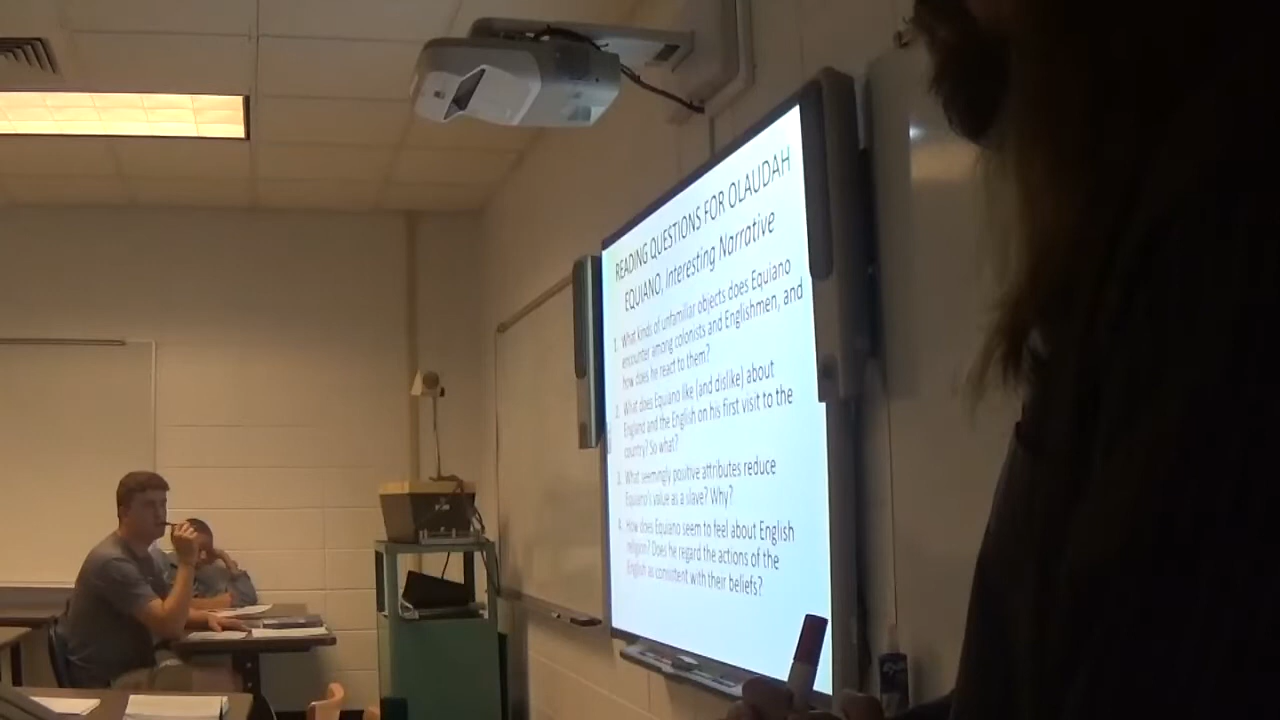 READING QUESTIONS FOR OLAUDAH
EQUIANO, Interesting Narrative
1. What kinds of unfamiliar objects does Equiano
encounter among colonists and Englishmen, and
how does he react to them?
2. What does Equiano like (and dislike) about
England and the English on his first visit to the
country? So what?
3. What seemingly positive attributes reduce
Equiano's value as a slave? Why?
4. How does Equiano seem to feel about English
religion? Does he regard the actions of the
English as consistent with their beliefs?